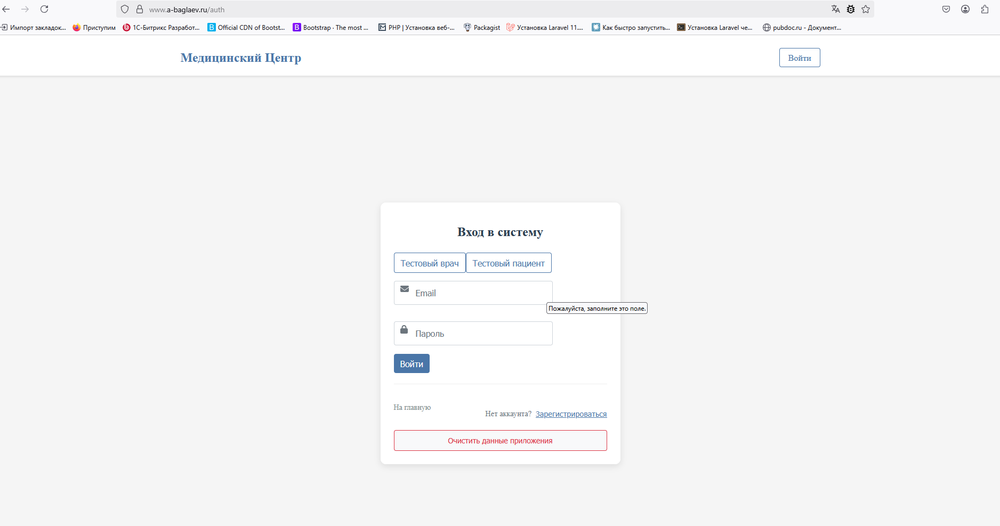 www.a-baglaev.ru/auth
Импорт закладок... Приступим 1С-Битрикс Разработ... Official CDN of Bootst... Bootstrap · The most ... PHP | Установка веб-... Packagist Установка Laravel 11.... Как быстро запустить... Установка Laravel че... pubdoc.ru - Документ...
Медицинский Центр
Войти
Вход в систему
Тестовый врач Тестовый пациент
Email
Пожалуйста, заполните это поле.
Пароль
Войти
На главную
Нет аккаунта? Зарегистрироваться
Очистить данные приложения